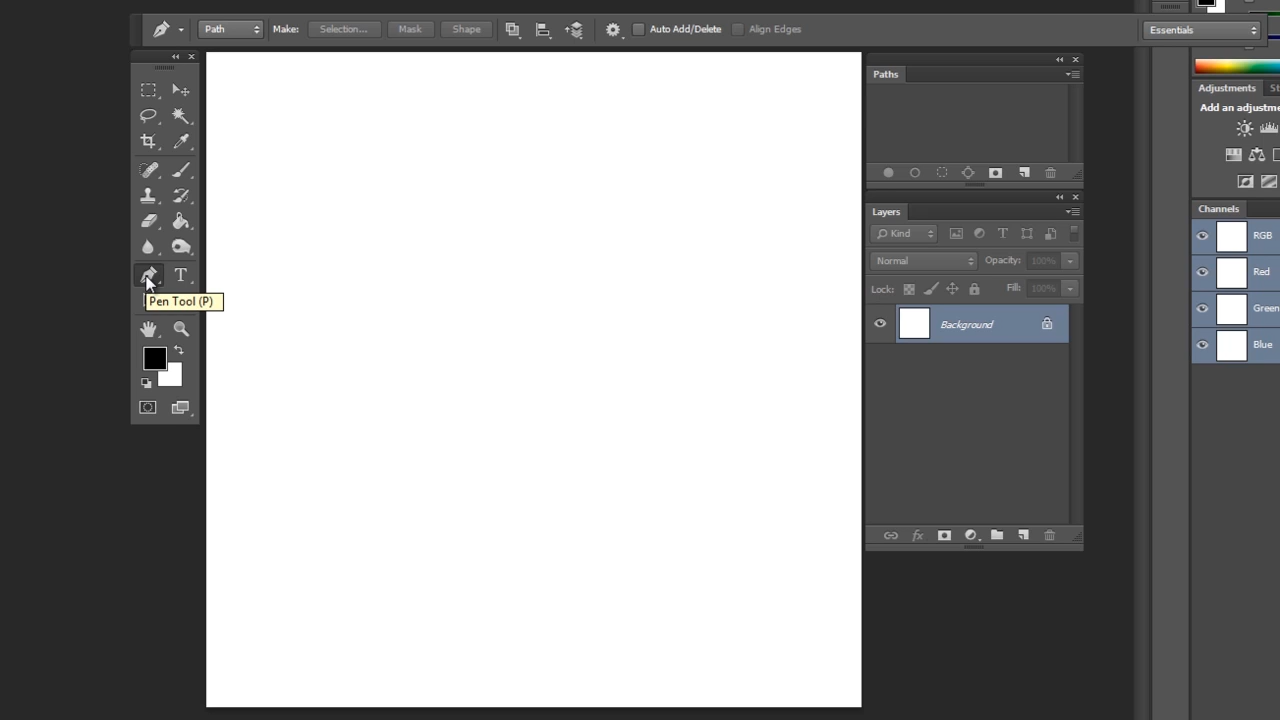 Path Make: Selection... Mask Shape Auto Add/Delete Align Edges Essentials
Paths
Adjustments
Add an
Pen Tool (P)
T
Layers
Kind T
Normal Opacity: 100%
Lock: Fill: 100%
Background
fx
Channels
RGB
Red
Green
Blue